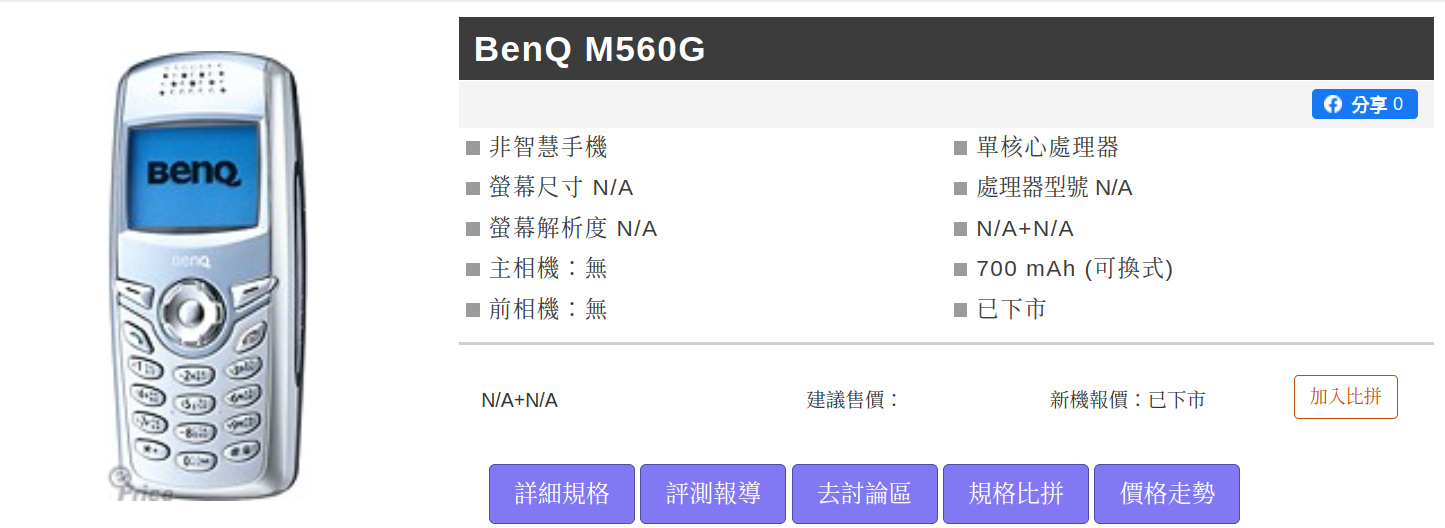 BenQ M560G
分享 0
非智慧手機
單核心處理器
螢幕尺寸 N/A
處理器型號 N/A
螢幕解析度 N/A
N/A+N/A
主相機：無
700 mAh (可換式)
前相機：無
已下市
BenQ
BenQ
ePrice
N/A+N/A
建議售價：
新機報價：已下市
加入比拼
詳細規格
評測報導
去討論區
規格比拼
價格走勢